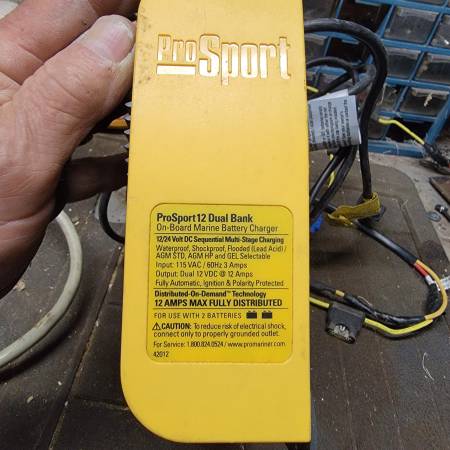 ProSport
ProSport 12 Dual Bank
On-Board Marine Battery Charger
12/24 Volt DC Sequential Multi-Stage Charging
Waterproof, Shockproof, Flooded (Lead Acid) /
AGM STD, AGM HP and GEL Selectable
Input: 115 VAC / 60Hz 3 Amps
Output: Dual 12 VDC @ 12 Amps
Fully Automatic, Ignition & Polarity Protected
Distributed-On-Demand™ Technology
12 AMPS MAX FULLY DISTRIBUTED
FOR USE WITH 2 BATTERIES
⚠CAUTION: To reduce risk of electrical shock,
connect only to properly grounded outlet.
For Service: 1.800.824.0524 / www.promariner.com
42012